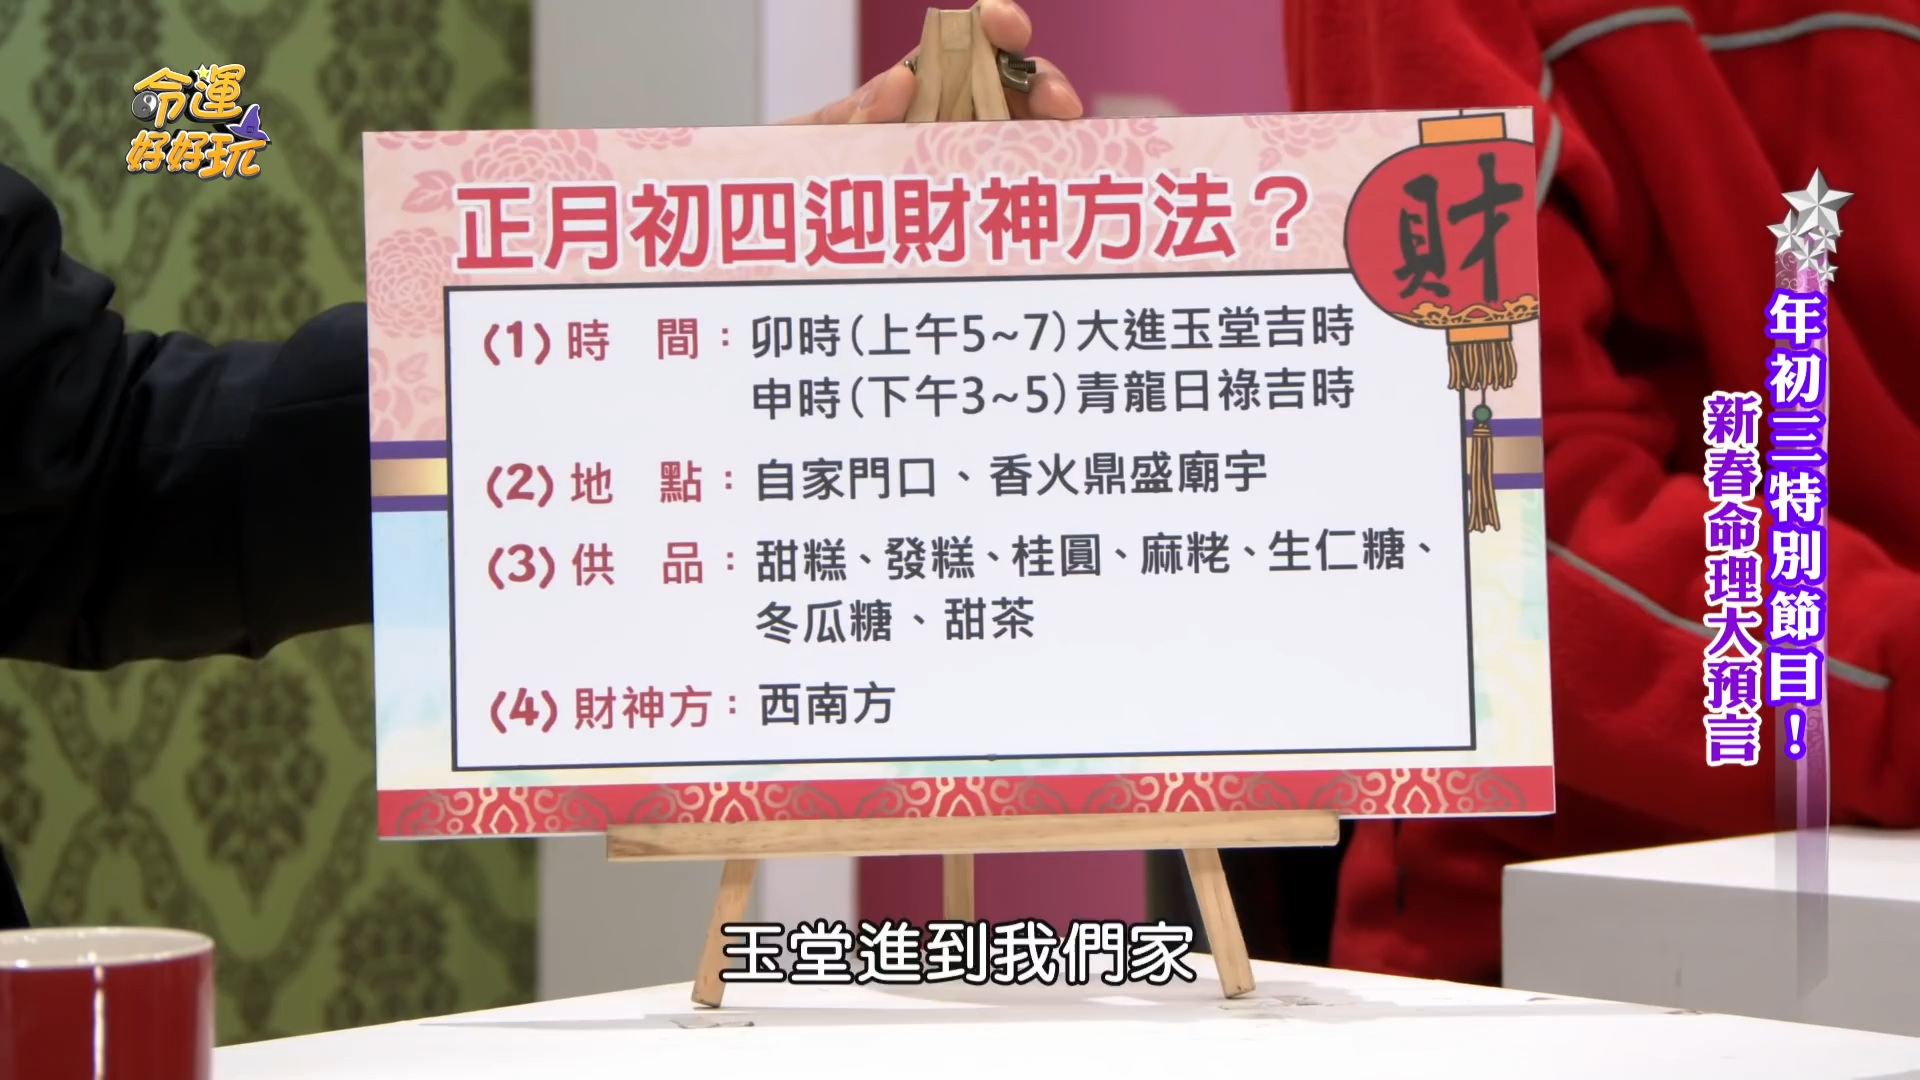 命運
好好玩
正月初四迎財神方法？
財
(1)時　間：卯時(上午5~7)大進玉堂吉時
申時(下午3~5)青龍日祿吉時
(2)地　點：自家門口、香火鼎盛廟宇
(3)供　品：甜糕、發糕、桂圓、麻粩、生仁糖、
冬瓜糖、甜茶
(4)財神方：西南方
年初三特別節目！
新春命理大預言
玉堂進到我們家